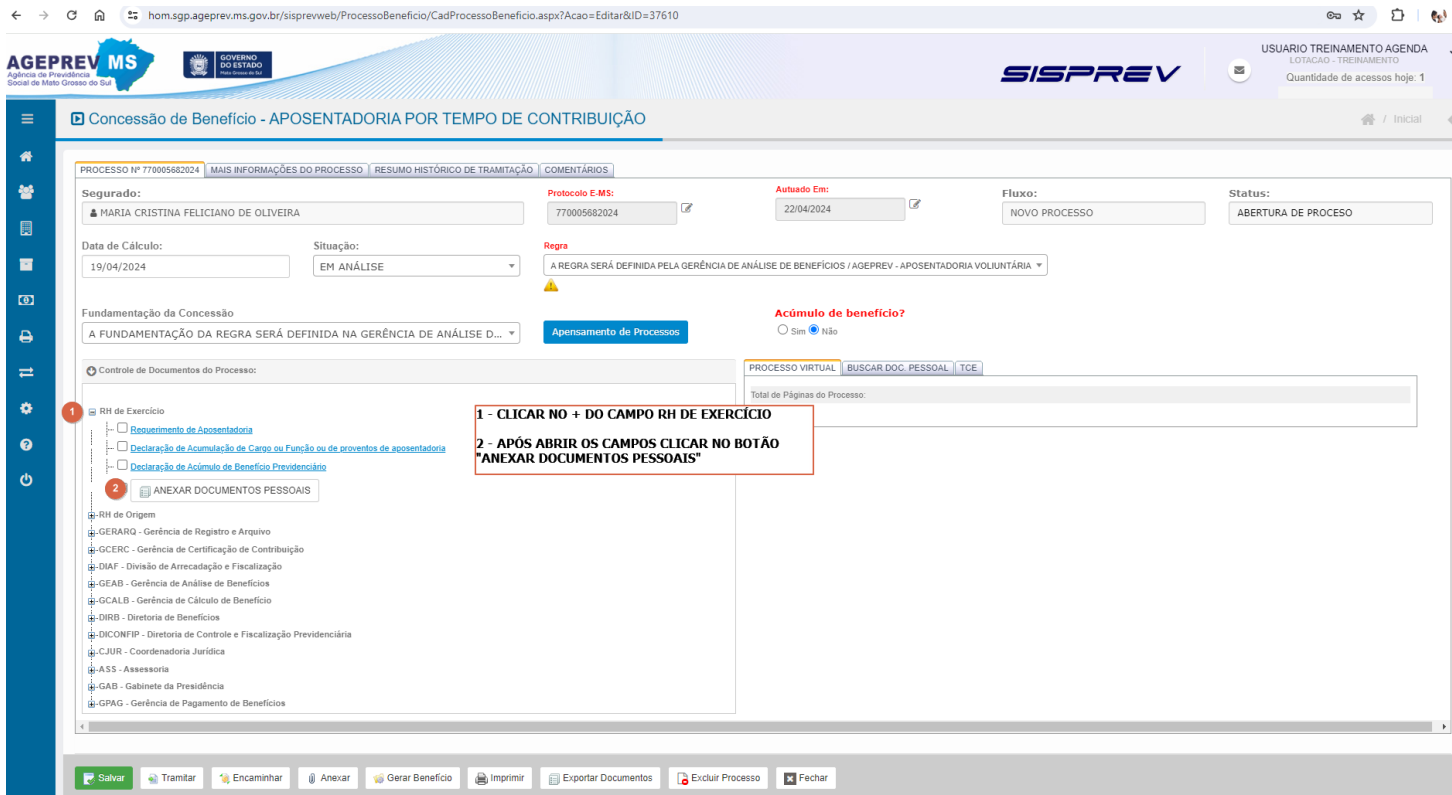 hom.sgp.ageprev.ms.gov.br/sisprevweb/ProcessoBeneficio/CadProcessoBeneficio.aspx?Acao=Editar&ID=37610
AGEPREV MS
Agência de Previdência
Social de Mato Grosso do Sul
GOVERNO
DO ESTADO
Mato Grosso do Sul
SISPREV
USUARIO TREINAMENTO AGENDA
LOTACAO - TREINAMENTO
Quantidade de acessos hoje: 1
Concessão de Benefício - APOSENTADORIA POR TEMPO DE CONTRIBUIÇÃO
/ Inicial
PROCESSO Nº 770005682024 MAIS INFORMAÇÕES DO PROCESSO RESUMO HISTÓRICO DE TRAMITAÇÃO COMENTÁRIOS
Segurado:
MARIA CRISTINA FELICIANO DE OLIVEIRA
Protocolo E-MS:
770005682024
Autuado Em:
22/04/2024
Fluxo:
NOVO PROCESSO
Status:
ABERTURA DE PROCESO
Data de Cálculo:
19/04/2024
Situação:
EM ANÁLISE
Regra
A REGRA SERÁ DEFINIDA PELA GERÊNCIA DE ANÁLISE DE BENEFÍCIOS / AGEPREV - APOSENTADORIA VOLIUNTÁRIA
Fundamentação da Concessão
A FUNDAMENTAÇÃO DA REGRA SERÁ DEFINIDA NA GERÊNCIA DE ANÁLISE D...
Apensamento de Processos
Acúmulo de benefício?
Sim Não
Controle de Documentos do Processo:
1 RH de Exercício
Requerimento de Aposentadoria
Declaração de Acumulação de Cargo ou Função ou de proventos de aposentadoria
Declaração de Acúmulo de Benefício Previdenciário
2 ANEXAR DOCUMENTOS PESSOAIS
RH de Origem
GERARQ - Gerência de Registro e Arquivo
GCERC - Gerência de Certificação de Contribuição
DIAF - Divisão de Arrecadação e Fiscalização
GEAB - Gerência de Análise de Benefícios
GCALB - Gerência de Cálculo de Benefício
DIRB - Diretoria de Benefícios
DICONFIP - Diretoria de Controle e Fiscalização Previdenciária
CJUR - Coordenadoria Jurídica
ASS - Assessoria
GAB - Gabinete da Presidência
GPAG - Gerência de Pagamento de Benefícios
1 - CLICAR NO + DO CAMPO RH DE EXERCÍCIO
2 - APÓS ABRIR OS CAMPOS CLICAR NO BOTÃO
"ANEXAR DOCUMENTOS PESSOAIS"
PROCESSO VIRTUAL BUSCAR DOC. PESSOAL TCE
Total de Páginas do Processo:
Salvar Tramitar Encaminhar Anexar Gerar Benefício Imprimir Exportar Documentos Excluir Processo Fechar